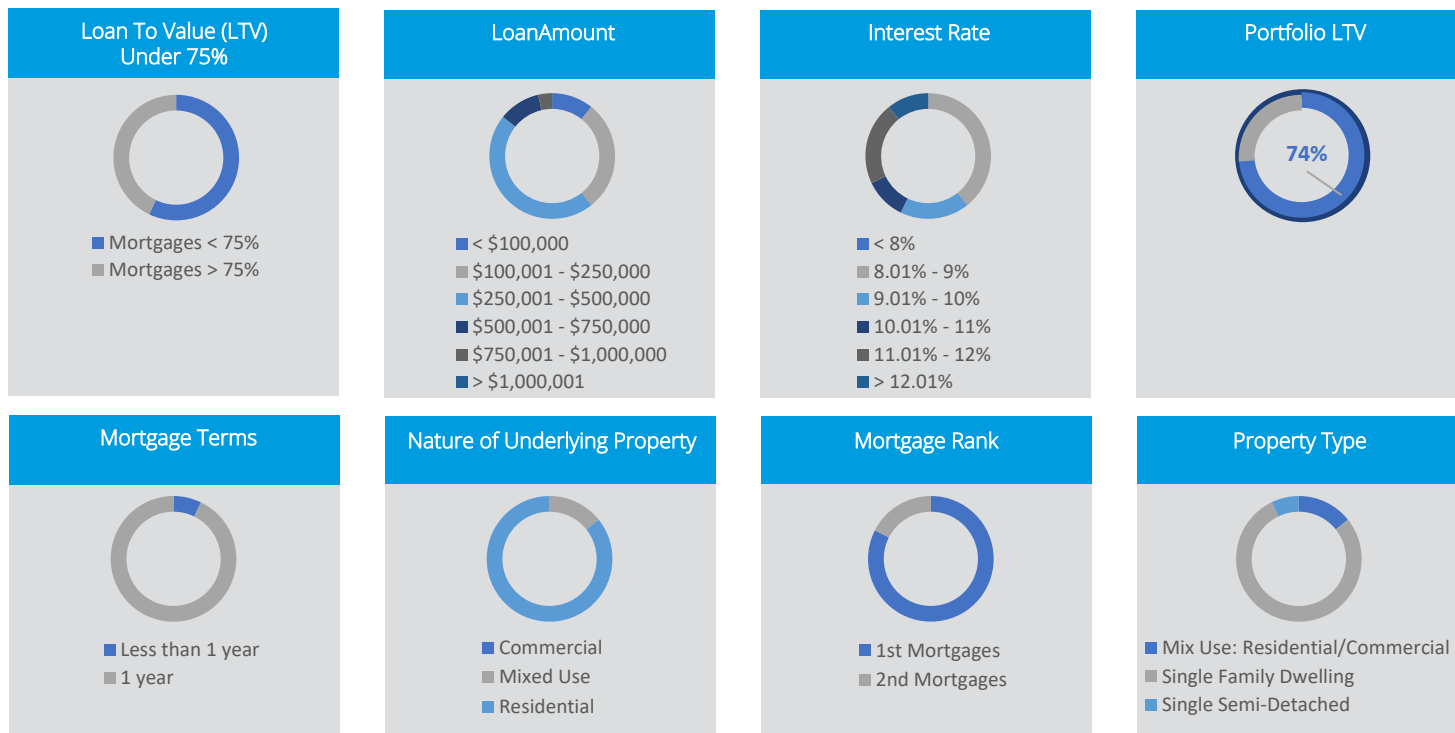 Loan To Value (LTV)
Under 75%
Mortgages < 75%
Mortgages > 75%
LoanAmount
< $100,000
$100,001 - $250,000
$250,001 - $500,000
$500,001 - $750,000
$750,001 - $1,000,000
> $1,000,001
Interest Rate
< 8%
8.01% - 9%
9.01% - 10%
10.01% - 11%
11.01% - 12%
> 12.01%
Portfolio LTV
74%
Mortgage Terms
Less than 1 year
1 year
Nature of Underlying Property
Commercial
Mixed Use
Residential
Mortgage Rank
1st Mortgages
2nd Mortgages
Property Type
Mix Use: Residential/Commercial
Single Family Dwelling
Single Semi-Detached